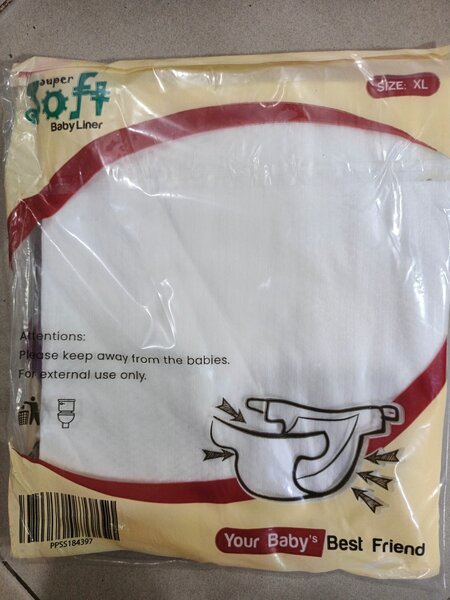 Super
Soft
Baby Liner
SIZE: XL
Attentions:
Please keep away from the babies.
For external use only.
PPSS184397
Your Baby's Best Friend